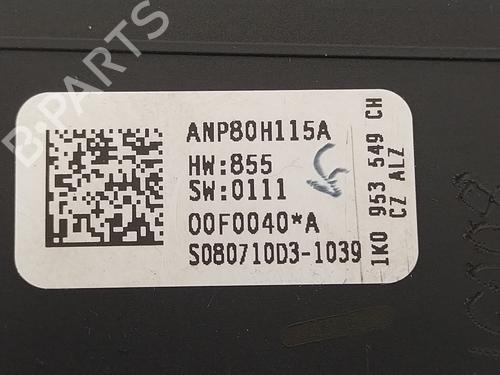 B-PARTS
ANP80H115A
HW:855
SW:0111
00F0040*A
S080710D3-1039
1K0 953 549 CH
CZ ALZ